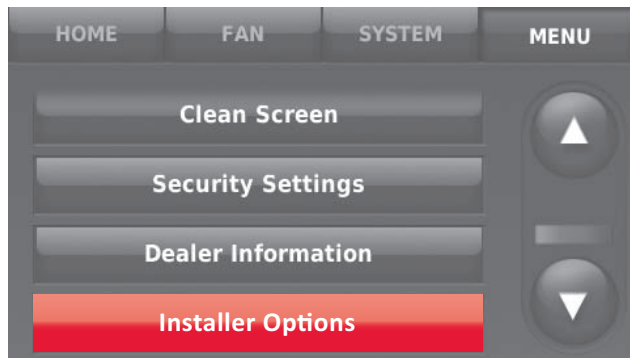 HOME FAN SYSTEM MENU
Clean Screen
Security Settings
Dealer Information
Installer Options